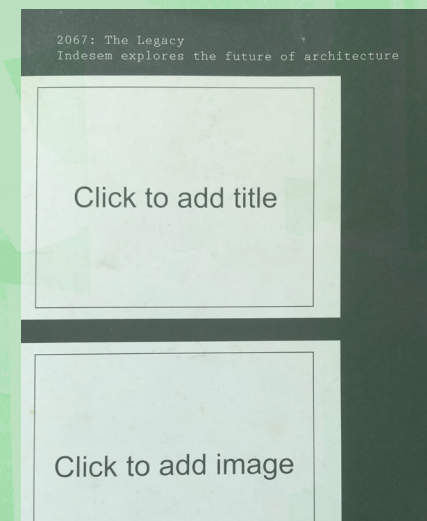 2067: The Legacy
Indesem explores the future of architecture
Click to add title
Click to add image